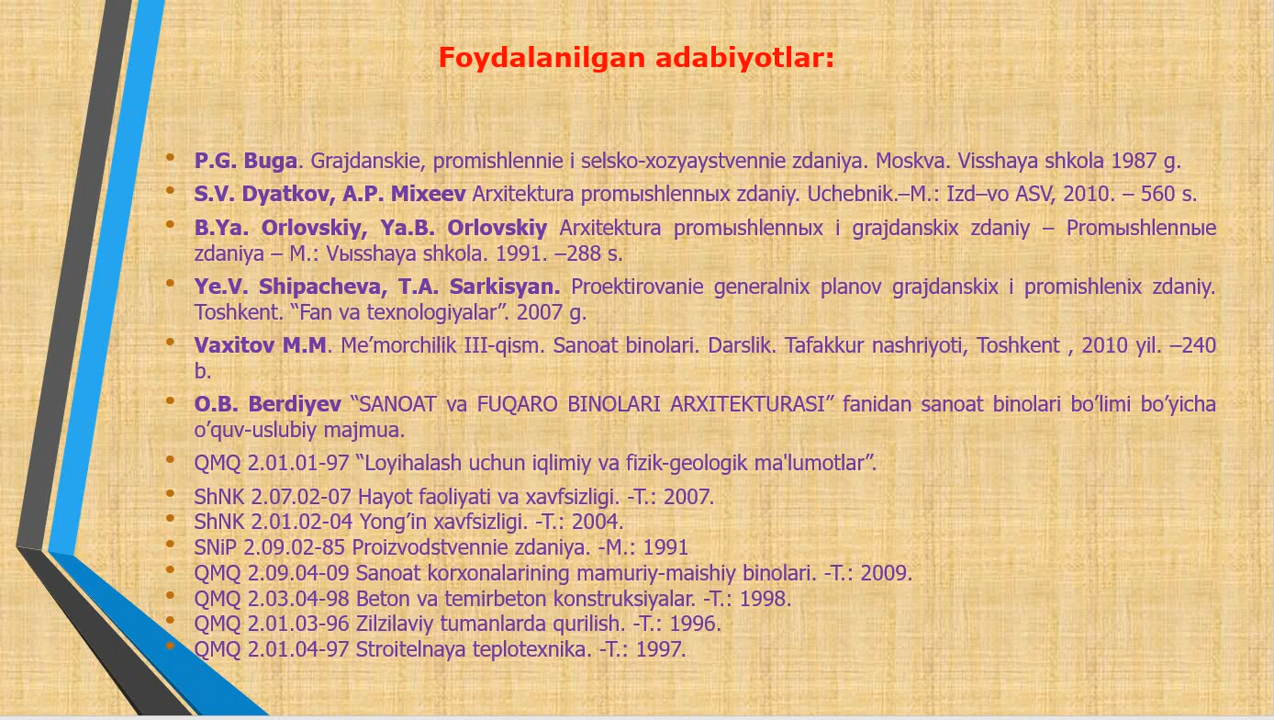 Foydalanilgan adabiyotlar:
• P.G. Buga. Grajdanskie, promishlennie i selsko-xozyaystvennie zdaniya. Moskva. Visshaya shkola 1987 g.
• S.V. Dyatkov, A.P. Mixeev Arxitektura promыshlennыx zdaniy. Uchebnik.–M.: Izd–vo ASV, 2010. – 560 s.
• B.Ya. Orlovskiy, Ya.B. Orlovskiy Arxitektura promыshlennыx i grajdanskix zdaniy – Promыshlennыe
zdaniya – M.: Vыsshaya shkola. 1991. –288 s.
• Ye.V. Shipacheva, T.A. Sarkisyan. Proektirovanie generalnix planov grajdanskix i promishlenix zdaniy.
Toshkent. “Fan va texnologiyalar”. 2007 g.
• Vaxitov M.M. Me’morchilik III-qism. Sanoat binolari. Darslik. Tafakkur nashriyoti, Toshkent , 2010 yil. –240
b.
• O.B. Berdiyev “SANOAT va FUQARO BINOLARI ARXITEKTURASI” fanidan sanoat binolari bo’limi bo’yicha
o’quv-uslubiy majmua.
• QMQ 2.01.01-97 “Loyihalash uchun iqlimiy va fizik-geologik ma'lumotlar”.
• ShNK 2.07.02-07 Hayot faoliyati va xavfsizligi. -T.: 2007.
• ShNK 2.01.02-04 Yong’in xavfsizligi. -T.: 2004.
• SNiP 2.09.02-85 Proizvodstvennie zdaniya. -M.: 1991
• QMQ 2.09.04-09 Sanoat korxonalarining mamuriy-maishiy binolari. -T.: 2009.
• QMQ 2.03.04-98 Beton va temirbeton konstruksiyalar. -T.: 1998.
• QMQ 2.01.03-96 Zilzilaviy tumanlarda qurilish. -T.: 1996.
• QMQ 2.01.04-97 Stroitelnaya teplotexnika. -T.: 1997.